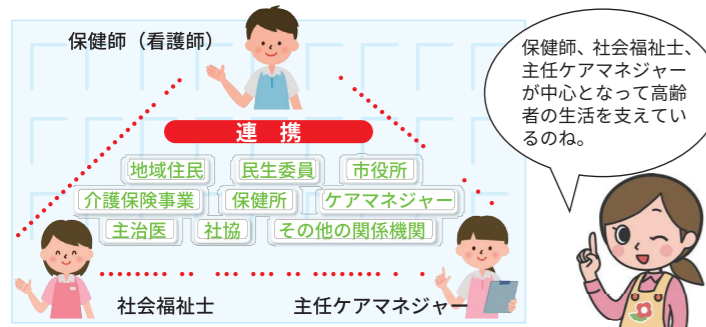 保健師（看護師）
連　携
地域住民　民生委員　市役所
介護保険事業　保健所　ケアマネジャー
主治医　社協　その他の関係機関
社会福祉士　主任ケアマネジャー
保健師、社会福祉士、
主任ケアマネジャー
が中心となって高齢
者の生活を支えてい
るのね。